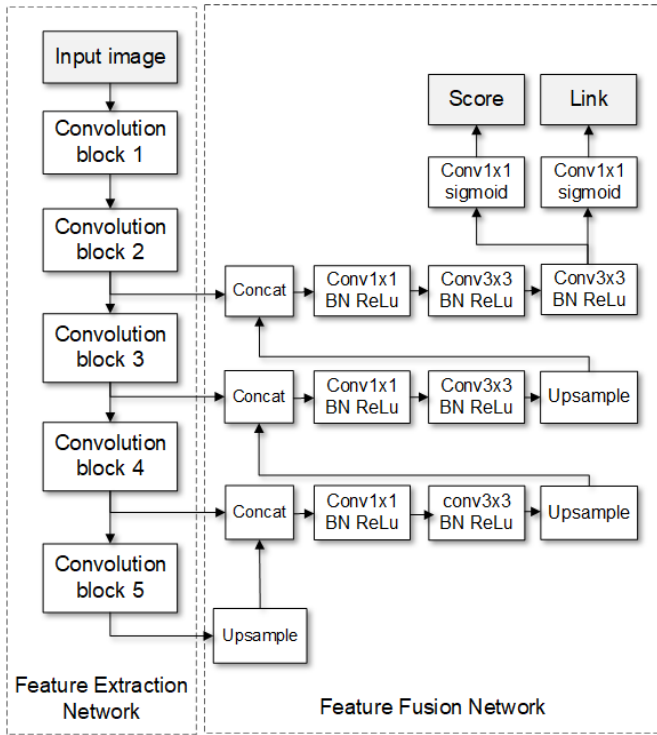 Input image
Convolution
block 1
Convolution
block 2
Convolution
block 3
Convolution
block 4
Convolution
block 5
Feature Extraction
Network
Score
Link
Conv1x1
sigmoid
Conv1x1
sigmoid
Concat
Conv1x1
BN ReLu
Conv3x3
BN ReLu
Conv3x3
BN ReLu
Concat
Conv1x1
BN ReLu
Conv3x3
BN ReLu
Upsample
Concat
Conv1x1
BN ReLu
conv3x3
BN ReLu
Upsample
Upsample
Feature Fusion Network